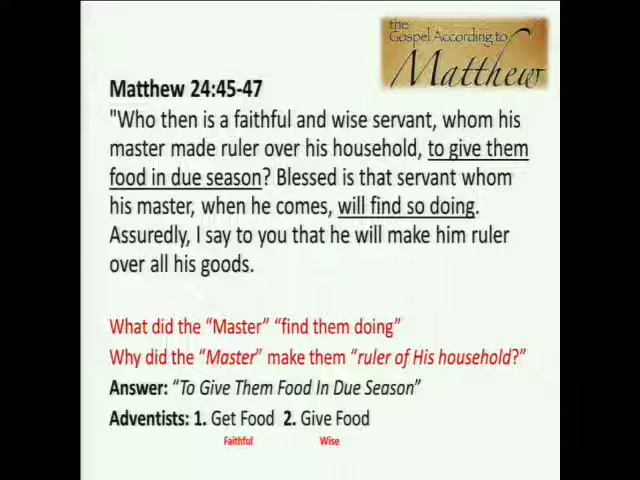 the
Gospel According to
Matthew
Matthew 24:45-47
"Who then is a faithful and wise servant, whom his
master made ruler over his household, to give them
food in due season? Blessed is that servant whom
his master, when he comes, will find so doing.
Assuredly, I say to you that he will make him ruler
over all his goods.
What did the “Master” “find them doing”
Why did the “Master” make them “ruler of His household?”
Answer: “To Give Them Food In Due Season”
Adventists: 1. Get Food 2. Give Food
Faithful Wise